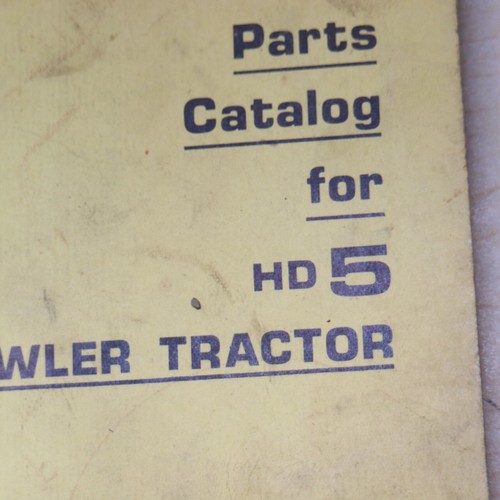 Parts
Catalog
for
HD 5
WLER TRACTOR